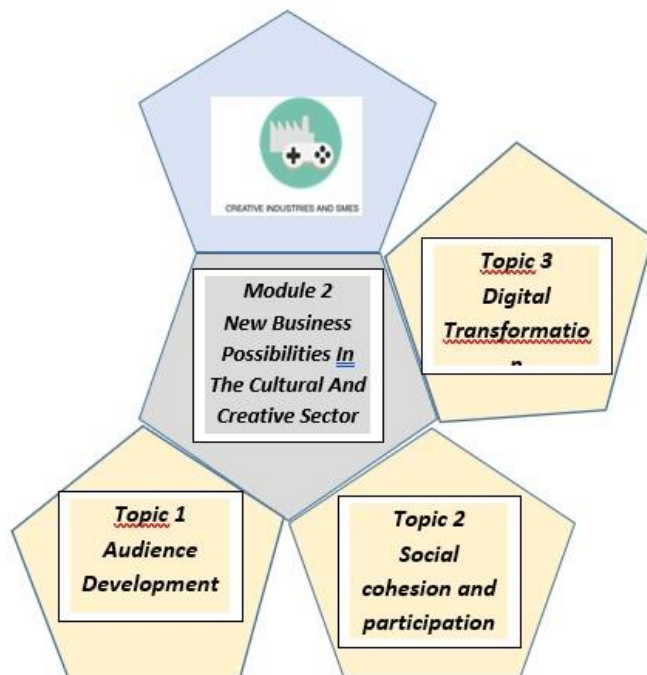 CREATIVE INDUSTRIES AND SMES
Module 2
New Business
Possibilities In
The Cultural And
Creative Sector
Topic 3
Digital
Transformatio
Topic 1
Audience
Development
Topic 2
Social
cohesion and
participation